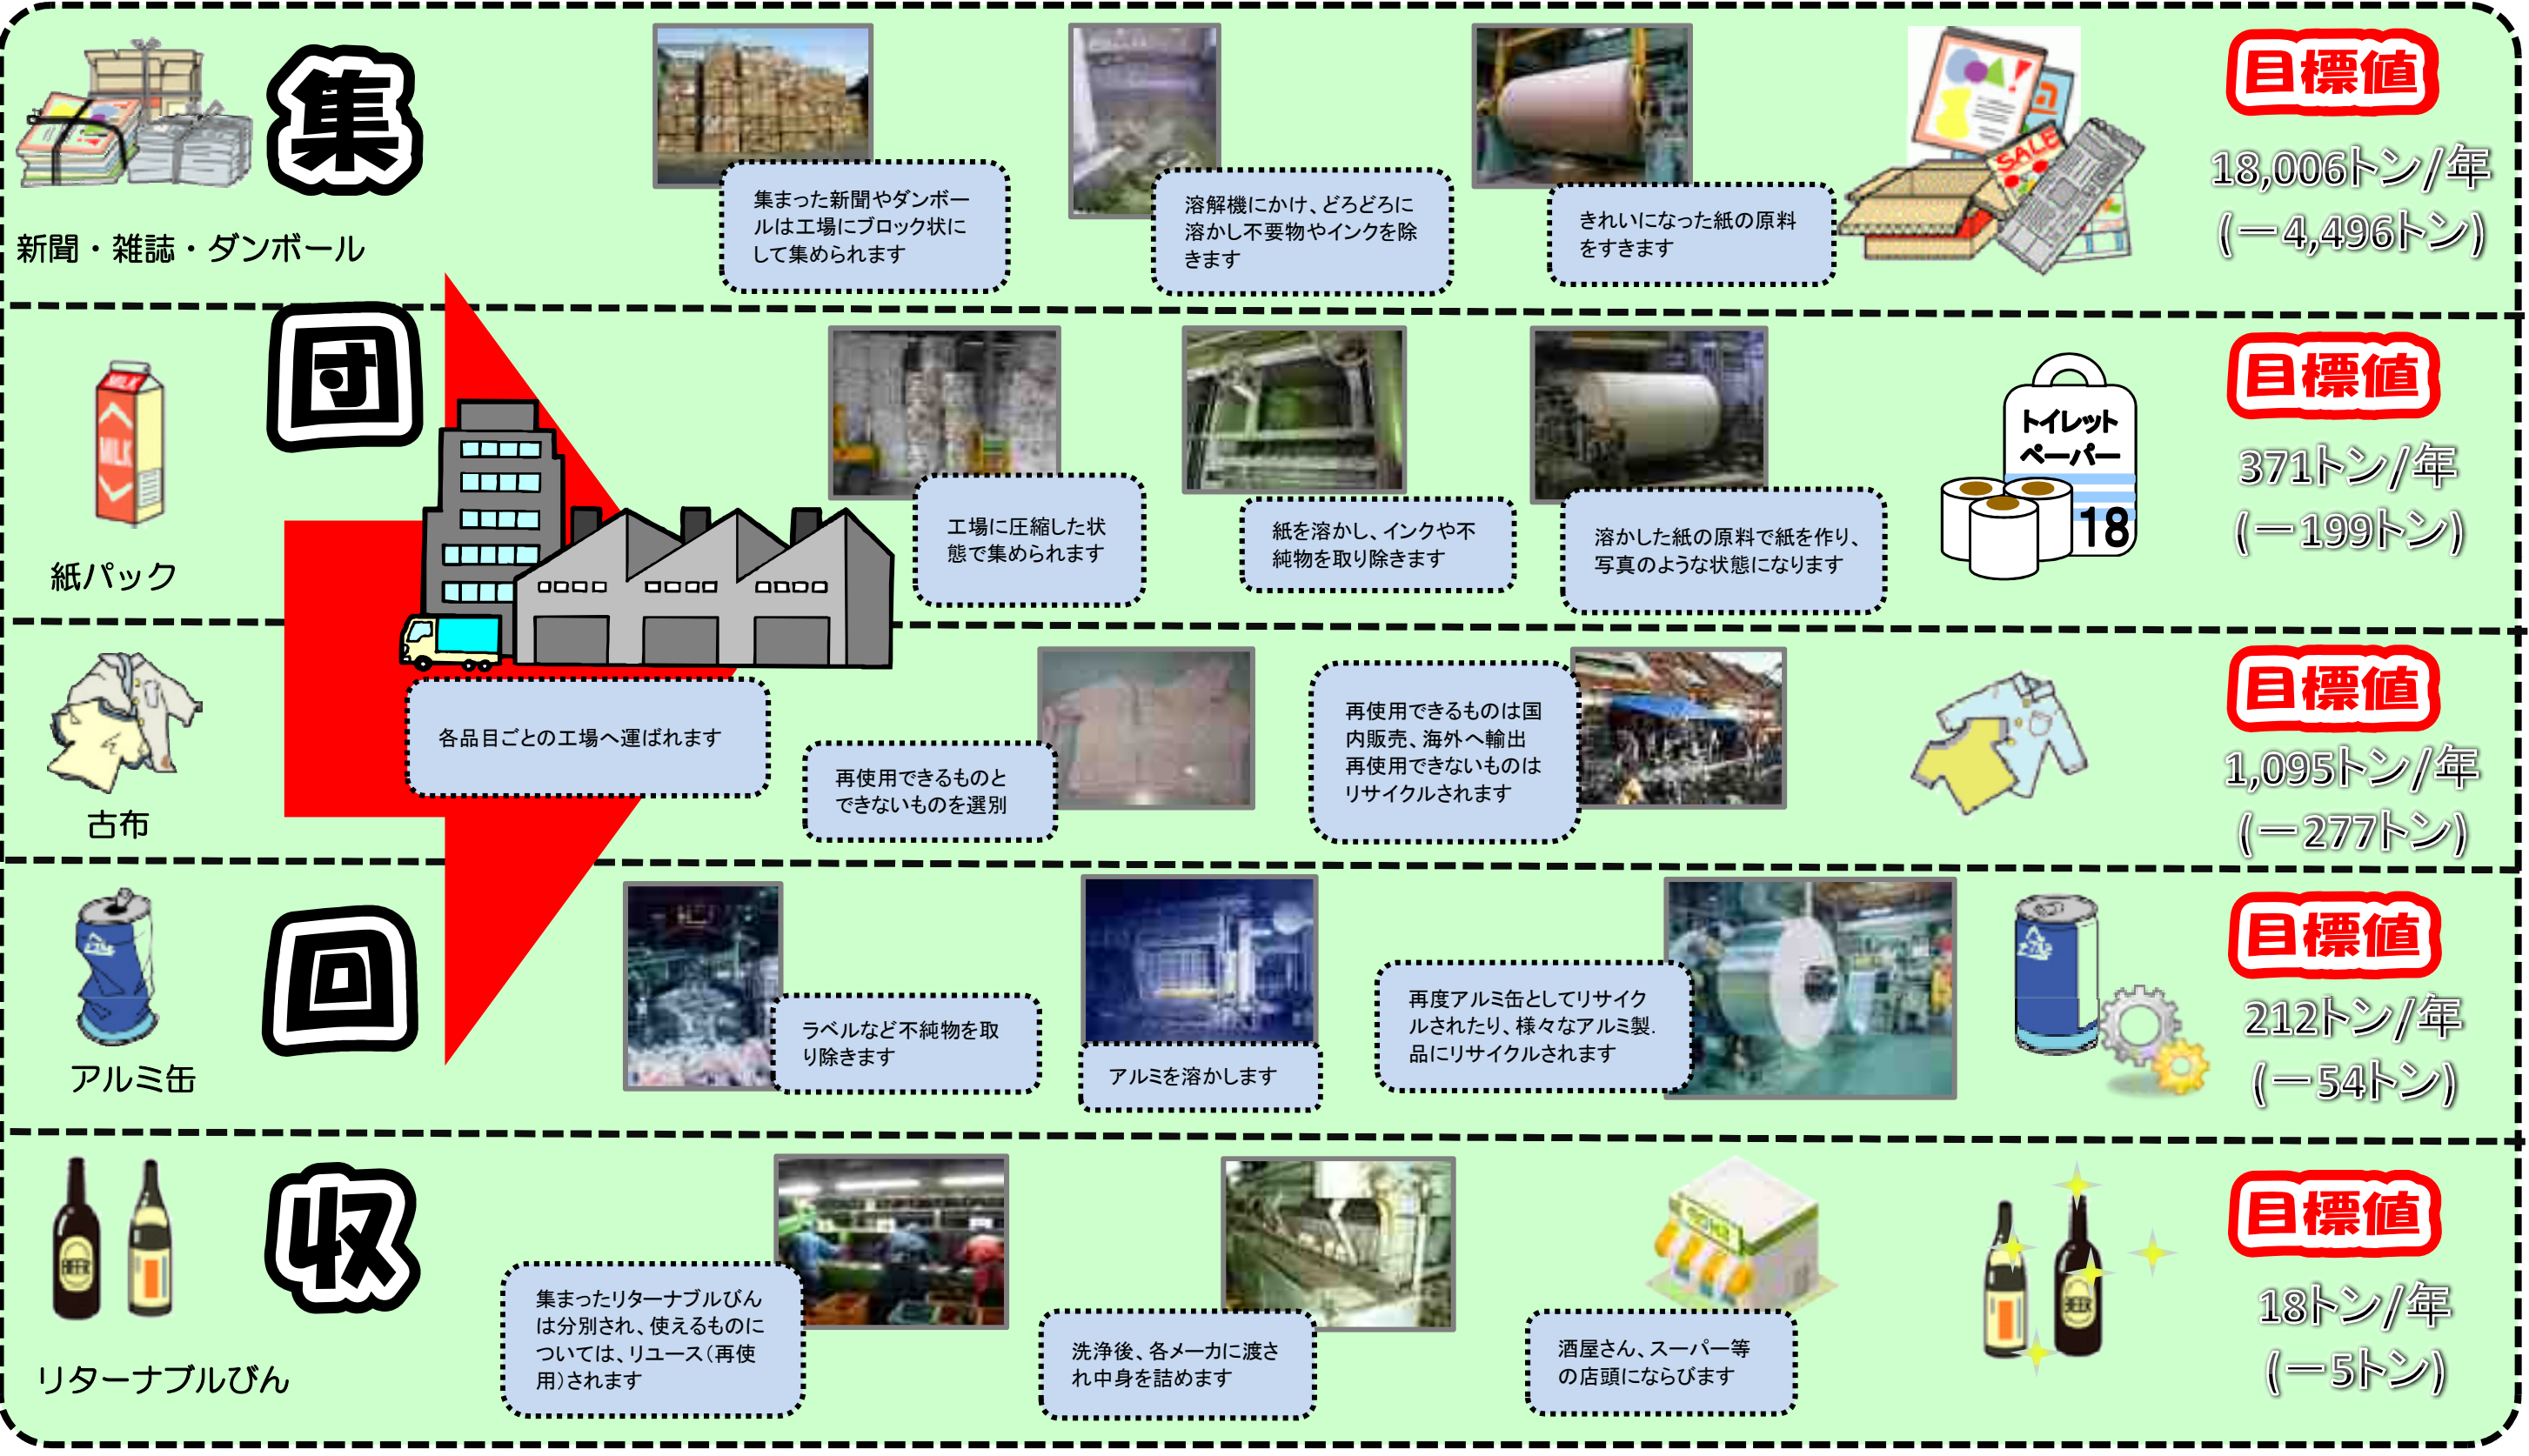 集
新聞・雑誌・ダンボール
集まった新聞やダンボー
ルは工場にブロック状に
して集められます
溶解機にかけ、どろどろに
溶かし不要物やインクを除
きます
きれいになった紙の原料
をすきます
SALE
目標値
18,006トン/年
(－4,496トン)
団
MILK
MILK
紙パック
工場に圧縮した状
態で集められます
紙を溶かし、インクや不
純物を取り除きます
溶かした紙の原料で紙を作り、
写真のような状態になります
トイレット
ペーパー
18
目標値
371トン/年
(－199トン)
古布
各品目ごとの工場へ運ばれます
再使用できるものと
できないものを選別
再使用できるものは国
内販売、海外へ輸出
再使用できないものは
リサイクルされます
目標値
1,095トン/年
(－277トン)
回
アルミ
アルミ缶
ラベルなど不純物を取
り除きます
アルミを溶かします
再度アルミ缶としてリサイク
ルされたり、様々なアルミ製.
品にリサイクルされます
アルミ
目標値
212トン/年
(－54トン)
収
BEER
リターナブルびん
集まったリターナブルびん
は分別され、使えるものに
ついては、リユース（再使
用）されます
洗浄後、各メーカに渡さ
れ中身を詰めます
酒屋さん、スーパー等
の店頭にならびます
BEER
目標値
18トン/年
(－5トン)